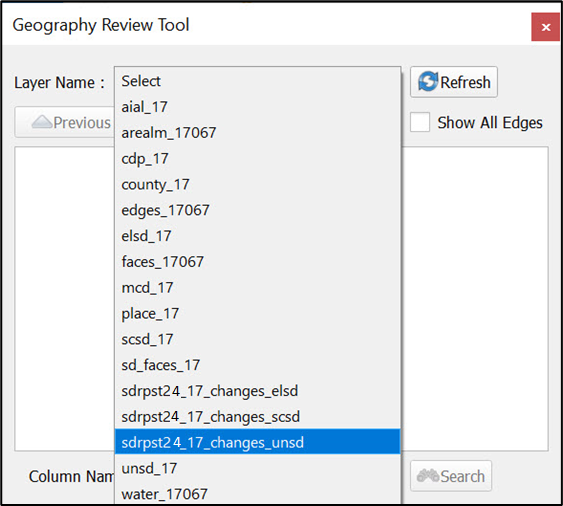 Geography Review Tool
x
Layer Name :
Select
Refresh
aial_17
Previous
arealm_17067
Show All Edges
cdp_17
county_17
edges_17067
elsd_17
faces_17067
mcd_17
place_17
scsd_17
sd_faces_17
sdrpst24_17_changes_elsd
sdrpst24_17_changes_scsd
sdrpst24_17_changes_unsd
unsd_17
Column Nam
Search
water_17067